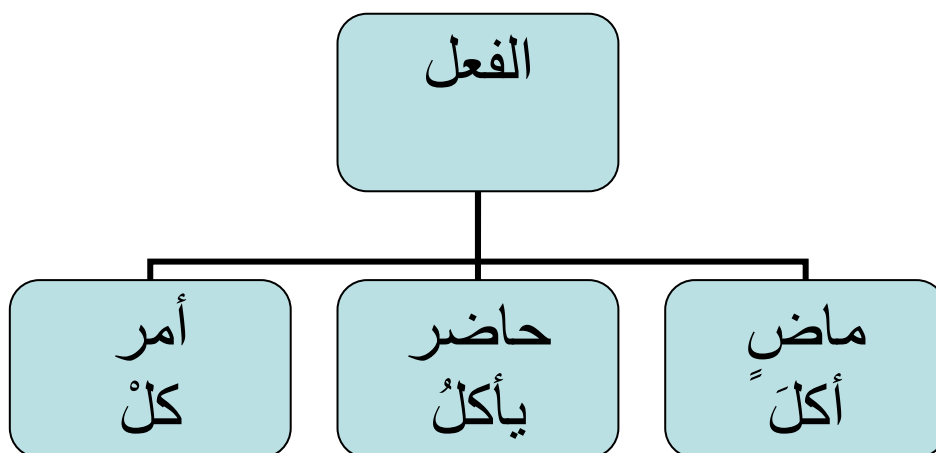 الفعل
ماضٍ
أكلَ ً
حاضر
يأكلُ
أمر
كلْ